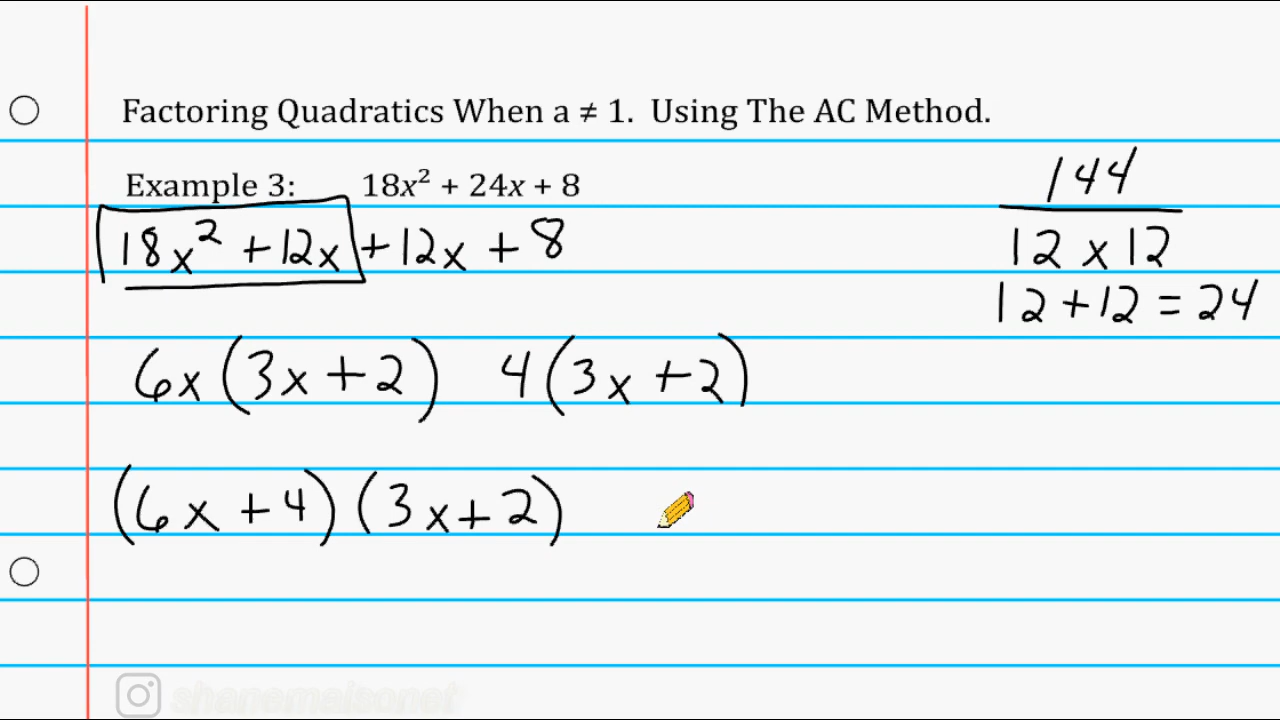 Factoring Quadratics When a ≠ 1. Using The AC Method.
Example 3: 18x² + 24x + 8
18x² + 12x + 12x + 8
6x(3x + 2) 4(3x + 2)
(6x + 4)(3x + 2)
144
12 x 12
12 + 12 = 24
shanemaisonet